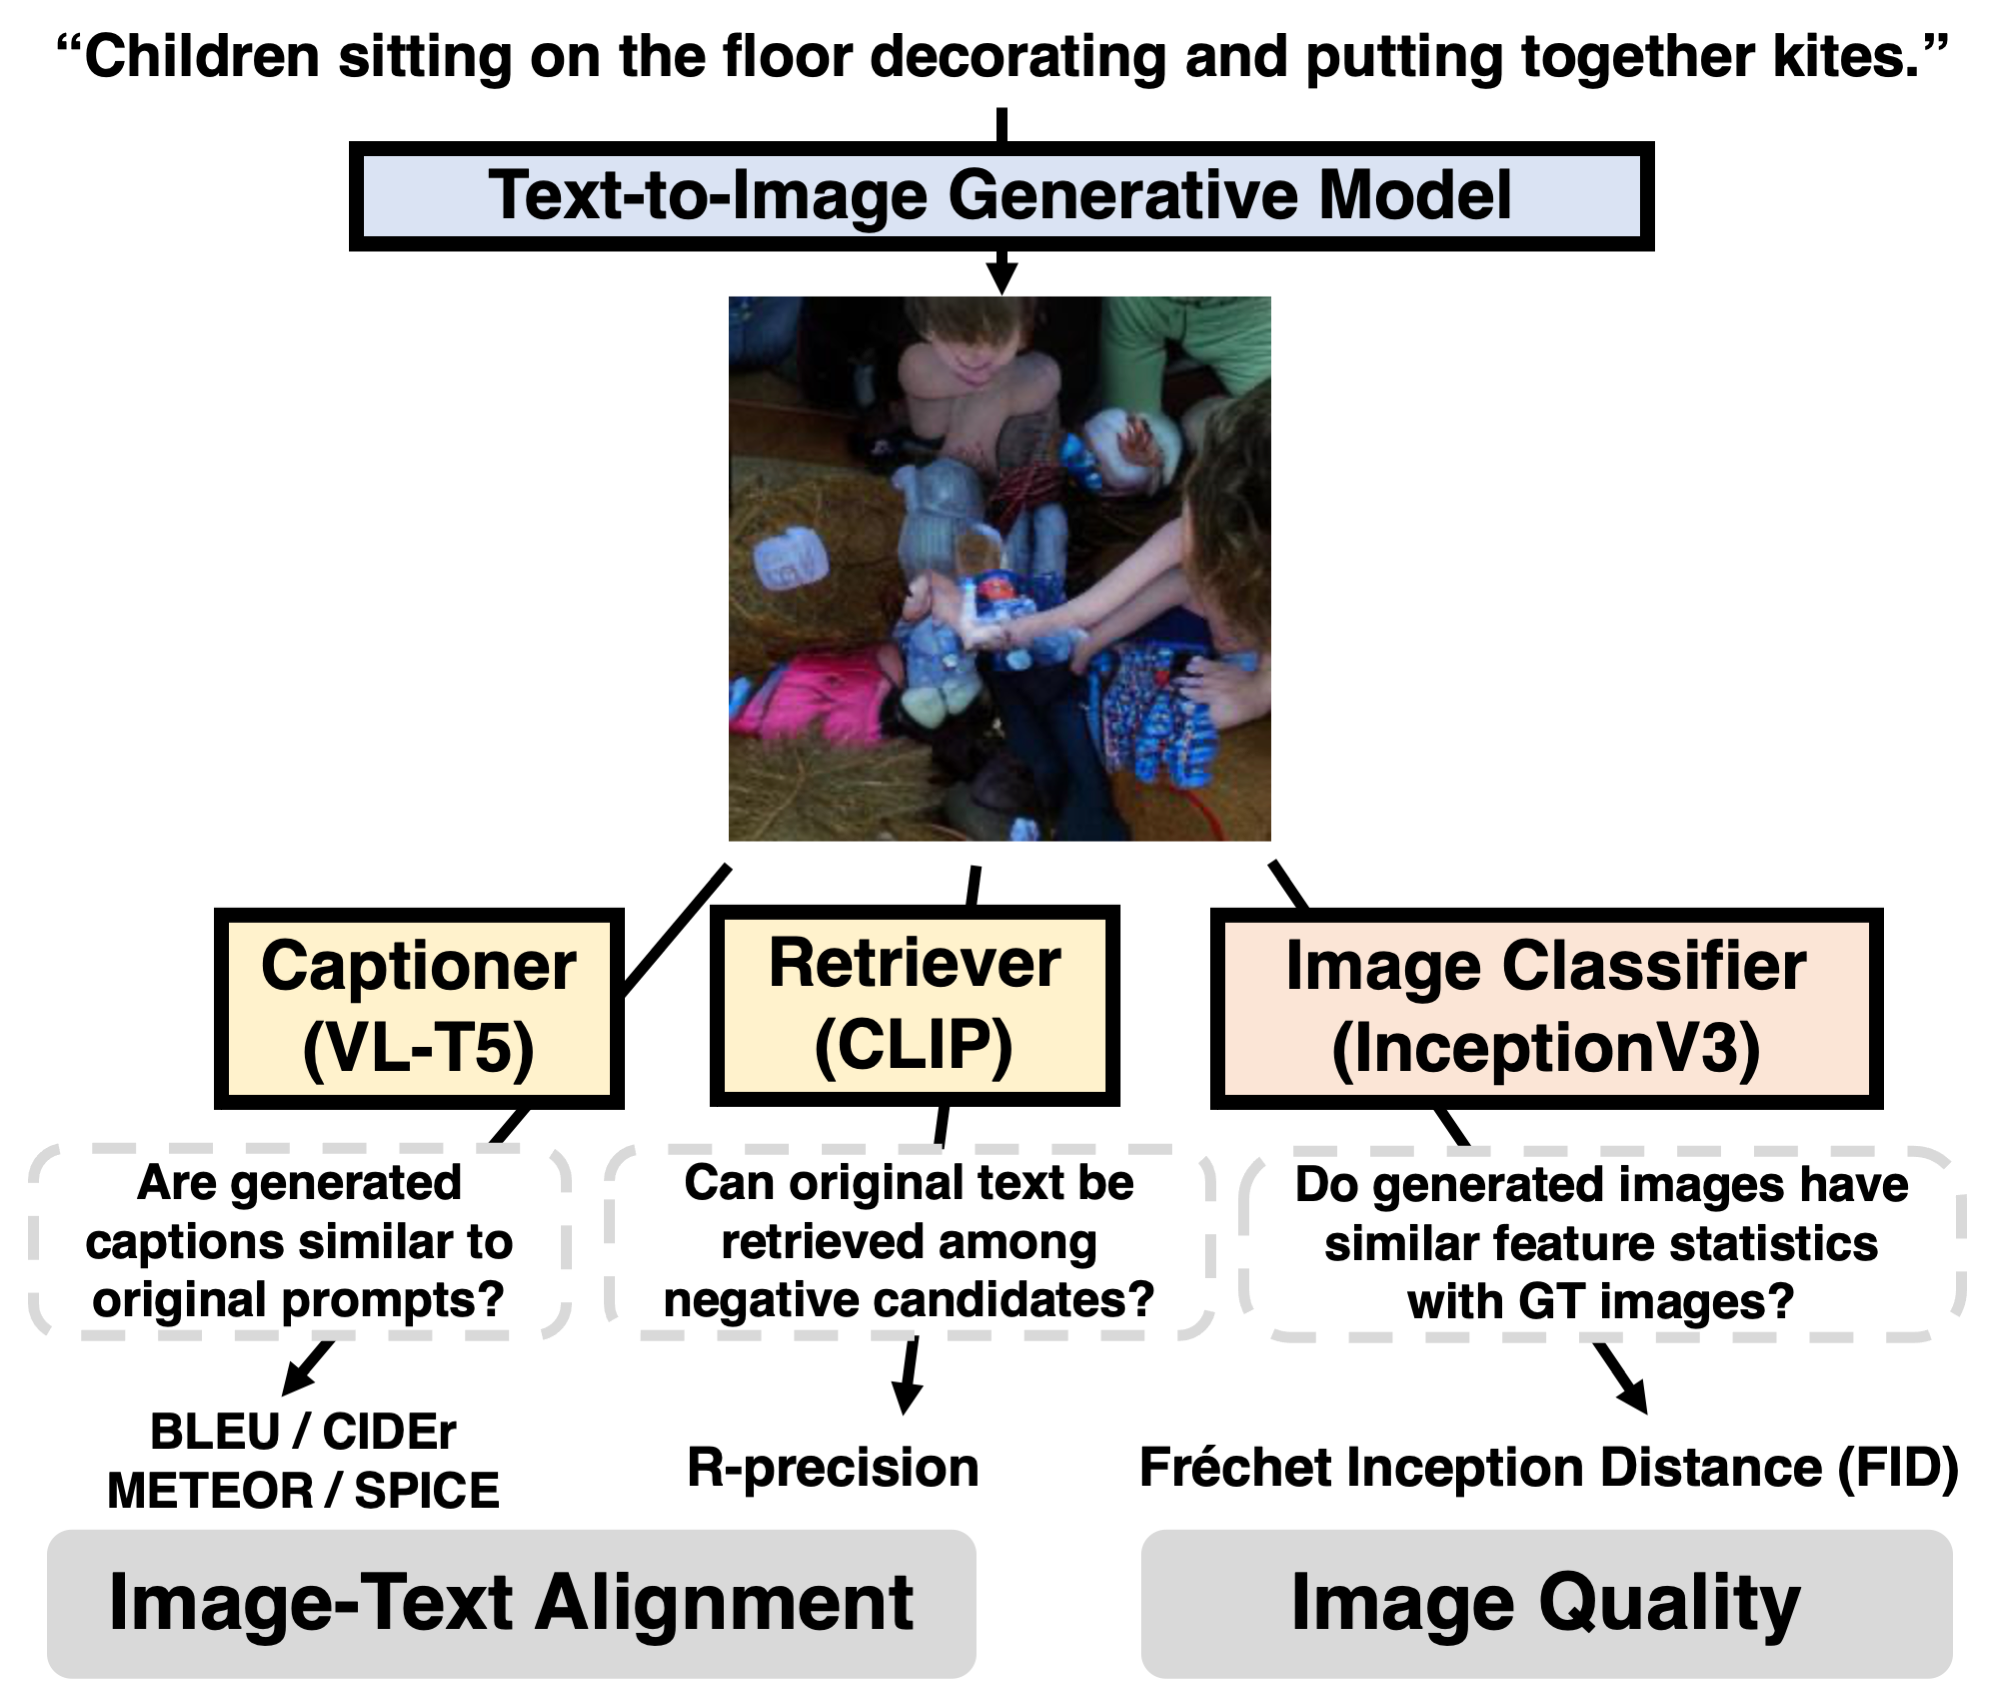 “Children sitting on the floor decorating and putting together kites.”
Text-to-Image Generative Model
Captioner
(VL-T5)
Retriever
(CLIP)
Image Classifier
(InceptionV3)
Are generated
captions similar to
original prompts?
Can original text be
retrieved among
negative candidates?
Do generated images have
similar feature statistics
with GT images?
BLEU / CIDEr
METEOR / SPICE
R-precision
Fréchet Inception Distance (FID)
Image-Text Alignment
Image Quality